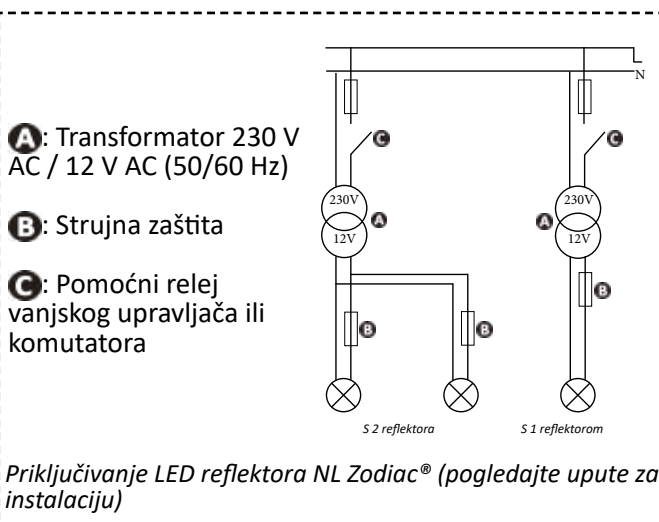 A: Transformator 230 V
AC / 12 V AC (50/60 Hz)
B: Strujna zaštita
C: Pomoćni relej
vanjskog upravljača ili
komutatora
L
N
C
C
230V
12V
A
A
230V
12V
B
B
B
S 2 reflektora
S 1 reflektorom
Priključivanje LED reflektora NL Zodiac® (pogledajte upute za
instalaciju)